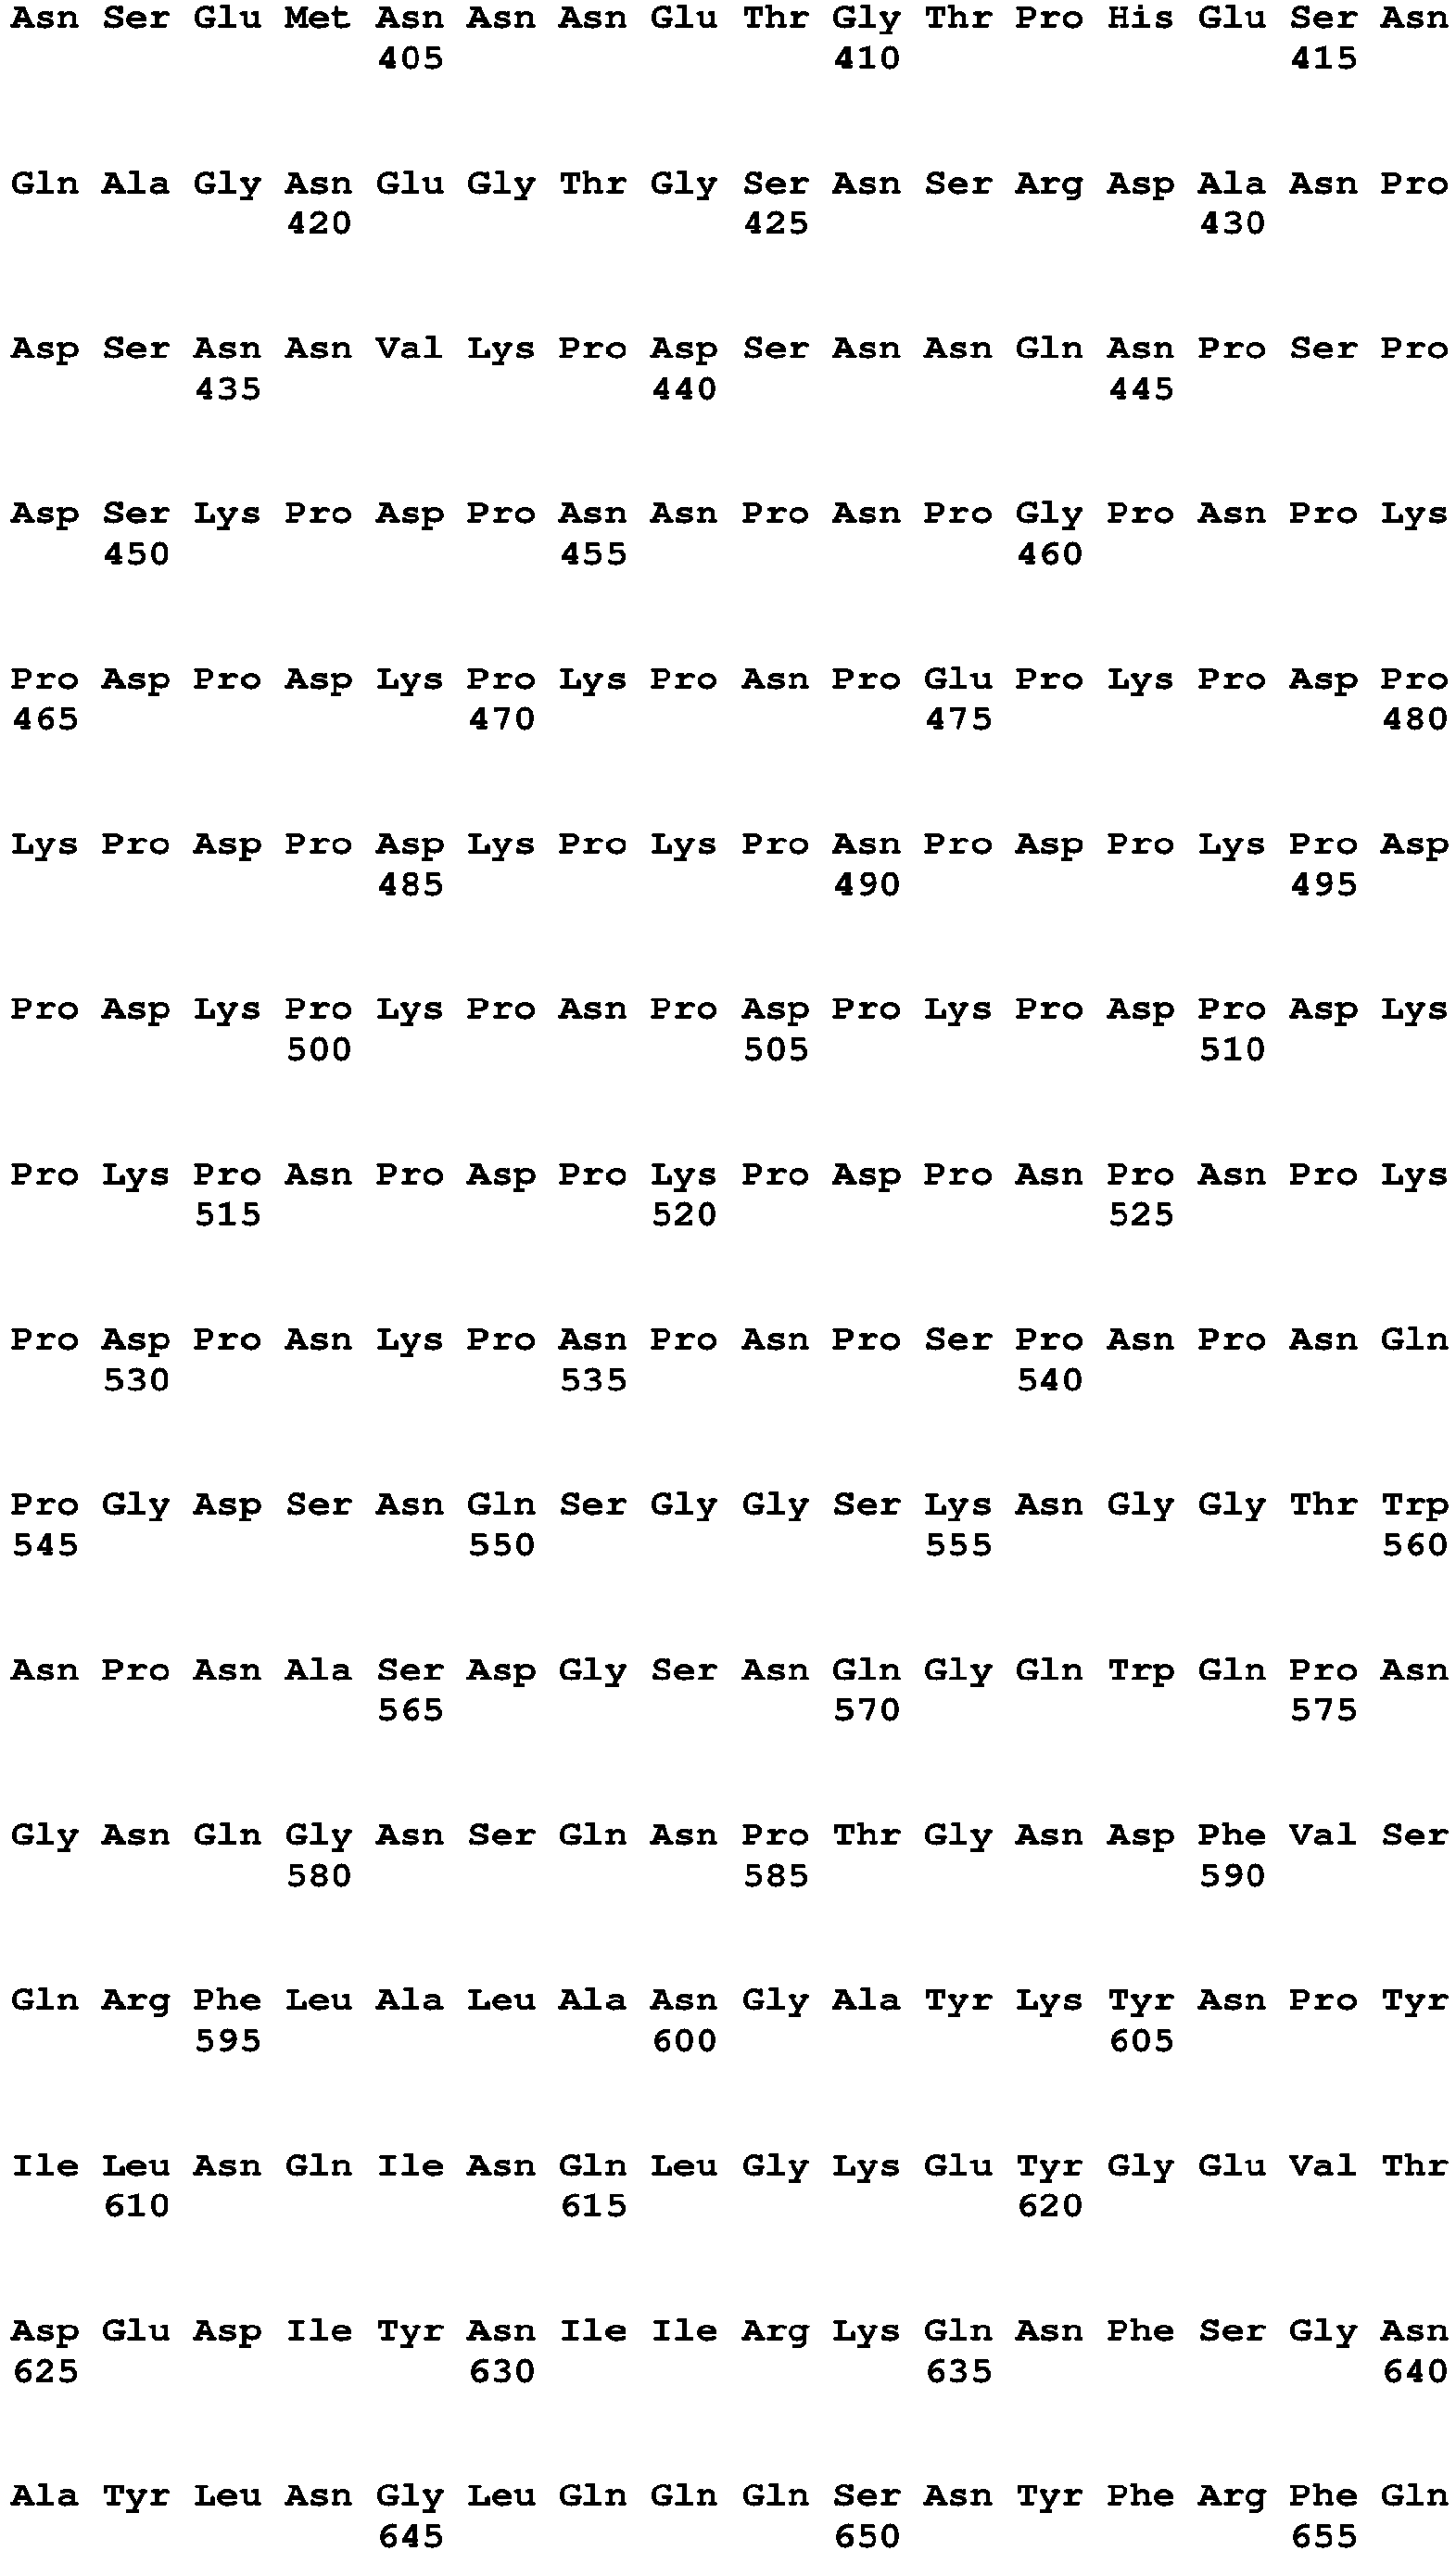 Asn Ser Glu Met Asn Asn Asn Glu Thr Gly Thr Pro His Glu Ser Asn
405 410 415
Gln Ala Gly Asn Glu Gly Thr Gly Ser Asn Ser Arg Asp Ala Asn Pro
420 425 430
Asp Ser Asn Asn Val Lys Pro Asp Ser Asn Asn Gln Asn Pro Ser Pro
435 440 445
Asp Ser Lys Pro Asp Pro Asn Asn Pro Asn Pro Gly Pro Asn Pro Lys
450 455 460
Pro Asp Pro Asp Lys Pro Lys Pro Asn Pro Glu Pro Lys Pro Asp Pro
465 470 475 480
Lys Pro Asp Pro Asp Lys Pro Lys Pro Asn Pro Asp Pro Lys Pro Asp
485 490 495
Pro Asp Lys Pro Lys Pro Asn Pro Asp Pro Lys Pro Asp Pro Asp Lys
500 505 510
Pro Lys Pro Asn Pro Asp Pro Lys Pro Asp Pro Asn Pro Asn Pro Lys
515 520 525
Pro Asp Pro Asn Lys Pro Asn Pro Asn Pro Ser Pro Asn Pro Asn Gln
530 535 540
Pro Gly Asp Ser Asn Gln Ser Gly Gly Ser Lys Asn Gly Gly Thr Trp
545 550 555 560
Asn Pro Asn Ala Ser Asp Gly Ser Asn Gln Gly Gln Trp Gln Pro Asn
565 570 575
Gly Asn Gln Gly Asn Ser Gln Asn Pro Thr Gly Asn Asp Phe Val Ser
580 585 590
Gln Arg Phe Leu Ala Leu Ala Asn Gly Ala Tyr Lys Tyr Asn Pro Tyr
595 600 605
Ile Leu Asn Gln Ile Asn Gln Leu Gly Lys Glu Tyr Gly Glu Val Thr
610 615 620
Asp Glu Asp Ile Tyr Asn Ile Ile Arg Lys Gln Asn Phe Ser Gly Asn
625 630 635 640
Ala Tyr Leu Asn Gly Leu Gln Gln Gln Ser Asn Tyr Phe Arg Phe Gln
645 650 655